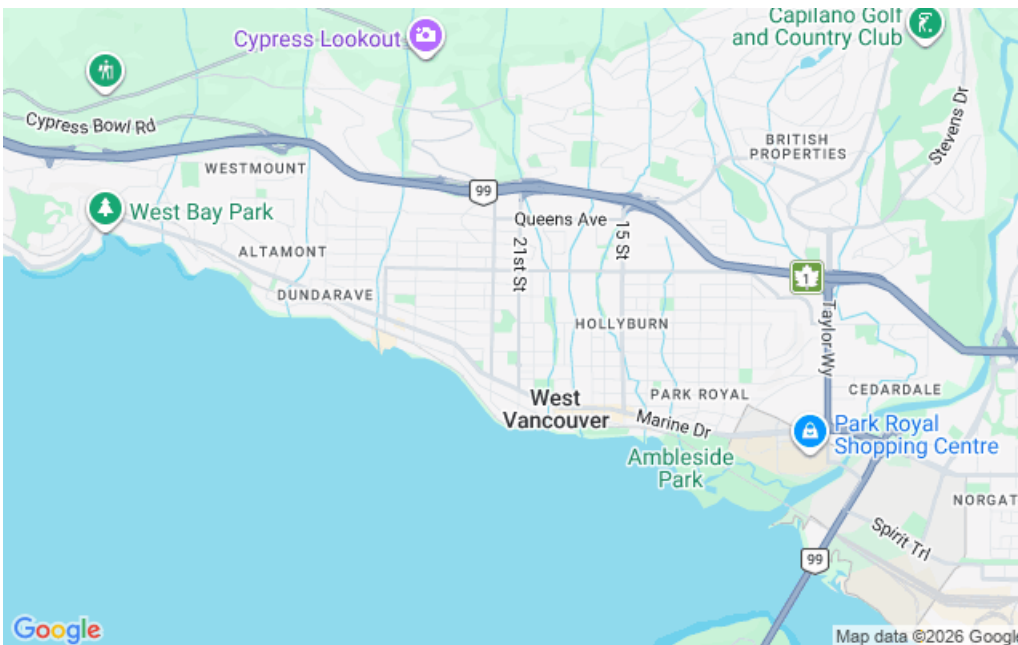 Cypress Lookout
Capilano Golf
and Country Club
Cypress Bowl Rd
Stevens Dr
BRITISH
PROPERTIES
WESTMOUNT
99
West Bay Park
Queens Ave
21st St
15 St
ALTAMONT
1
DUNDARAVE
HOLLYBURN
Taylor Wy
PARK ROYAL
CEDARDALE
West
Vancouver
Marine Dr
Park Royal
Shopping Centre
Ambleside
Park
NORGAT
Spirit Trl
99
Google
Map data ©2026 Google